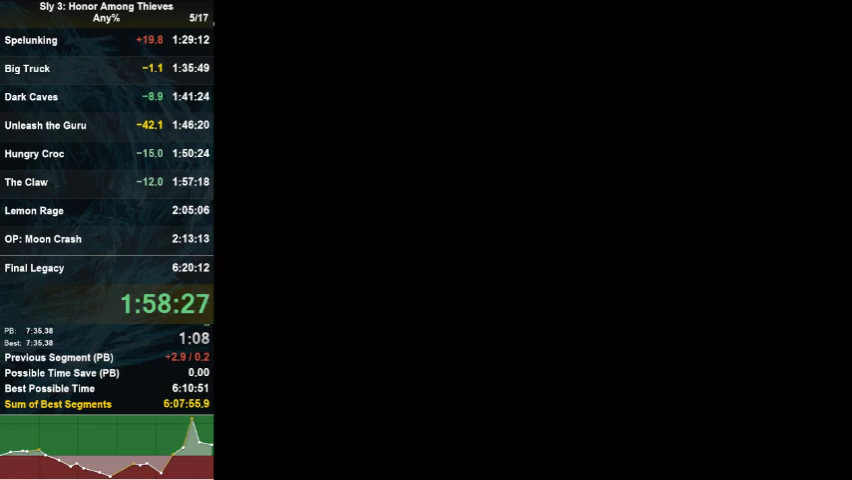 Sly 3: Honor Among Thieves
Any% 5/17
Spelunking +19.8 1:29:12
Big Truck −1.1 1:35:49
Dark Caves −8.9 1:41:24
Unleash the Guru −42.1 1:46:20
Hungry Croc −15.0 1:50:24
The Claw −12.0 1:57:18
Lemon Rage 2:05:06
OP: Moon Crash 2:13:13
Final Legacy 6:20:12
1:58:27
PB: 7:35.38
Best: 7:35.38
1:08
Previous Segment (PB) +2.9 / 0.2
Possible Time Save (PB) 0.00
Best Possible Time 6:10:51
Sum of Best Segments 6:07:55.9